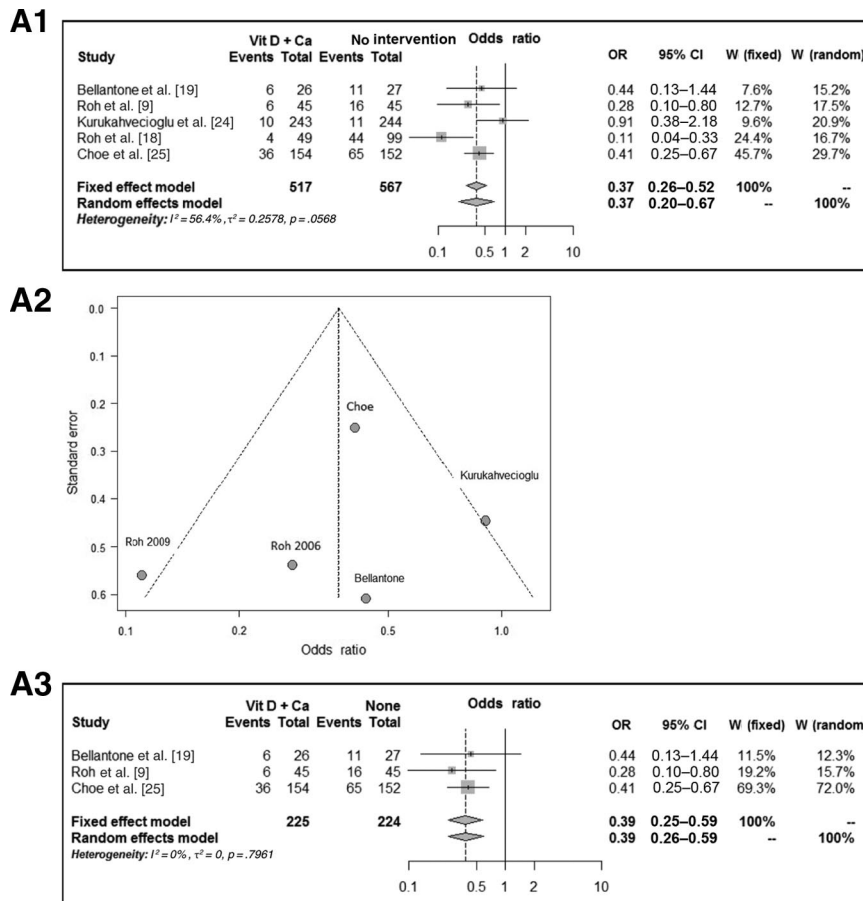 A1
Vit D + Ca No intervention Odds ratio
Study Events Total Events Total OR 95% CI W (fixed) W (random)
Bellantone et al. [19] 6 26 11 27 0.44 0.13–1.44 7.6% 15.2%
Roh et al. [9] 6 45 16 45 0.28 0.10–0.80 12.7% 17.5%
Kurukahvecioglu et al. [24] 10 243 11 244 0.91 0.38–2.18 9.6% 20.9%
Roh et al. [18] 4 49 44 99 0.11 0.04–0.33 24.4% 16.7%
Choe et al. [25] 36 154 65 152 0.41 0.25–0.67 45.7% 29.7%
Fixed effect model 517 567 0.37 0.26–0.52 100% --
Random effects model 0.37 0.20–0.67 -- 100%
Heterogeneity: I² = 56.4%, τ² = 0.2578, p = .0568
0.1 0.5 1 2 10
A2
0.0
0.1
0.2
0.3
0.4
0.5
0.6
Standard error
Choe
Kurukahvecioglu
Roh 2009
Roh 2006
Bellantone
0.1 0.2 0.5 1.0
Odds ratio
A3
Vit D + Ca None Odds ratio
Study Events Total Events Total OR 95% CI W (fixed) W (random)
Bellantone et al. [19] 6 26 11 27 0.44 0.13–1.44 11.5% 12.3%
Roh et al. [9] 6 45 16 45 0.28 0.10–0.80 19.2% 15.7%
Choe et al. [25] 36 154 65 152 0.41 0.25–0.67 69.3% 72.0%
Fixed effect model 225 224 0.39 0.25–0.59 100% --
Random effects model 0.39 0.26–0.59 -- 100%
Heterogeneity: I² = 0%, τ² = 0, p = .7961
0.1 0.5 1 2 10